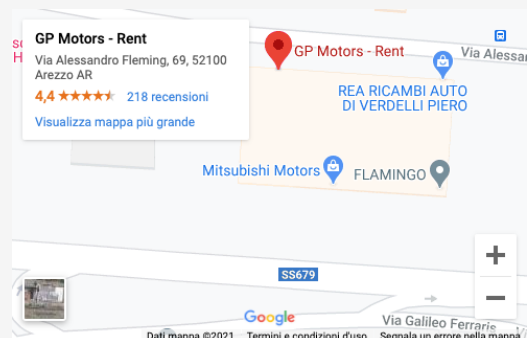 GP Motors - Rent
Via Alessandro Fleming, 69, 52100
Arezzo AR
4,4
218 recensioni
Visualizza mappa più grande
GP Motors - Rent
Via Alessan
REA RICAMBI AUTO
DI VERDELLI PIERO
Mitsubishi Motors
FLAMINGO
SS679
Google
Via Galileo Ferraris
Dati mappa ©2021 Termini e condizioni d'uso Segnala un errore nella mappa